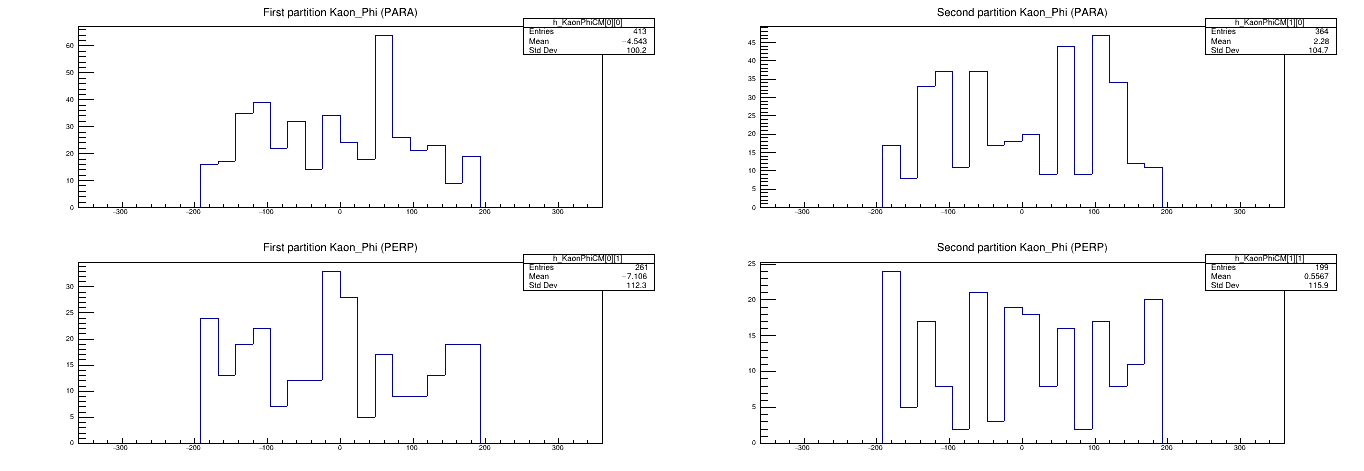 First partition Kaon_Phi (PARA)
h_KaonPhiCM[0][0]
Entries 413
Mean −4.543
Std Dev 100.2
60
50
40
30
20
10
0
−300 −200 −100 0 100 200 300
Second partition Kaon_Phi (PARA)
h_KaonPhiCM[1][0]
Entries 364
Mean 2.28
Std Dev 104.7
45
40
35
30
25
20
15
10
5
0
−300 −200 −100 0 100 200 300
First partition Kaon_Phi (PERP)
h_KaonPhiCM[0][1]
Entries 261
Mean −7.106
Std Dev 112.3
30
25
20
15
10
5
0
−300 −200 −100 0 100 200 300
Second partition Kaon_Phi (PERP)
h_KaonPhiCM[1][1]
Entries 199
Mean 0.5567
Std Dev 115.9
25
20
15
10
5
0
−300 −200 −100 0 100 200 300